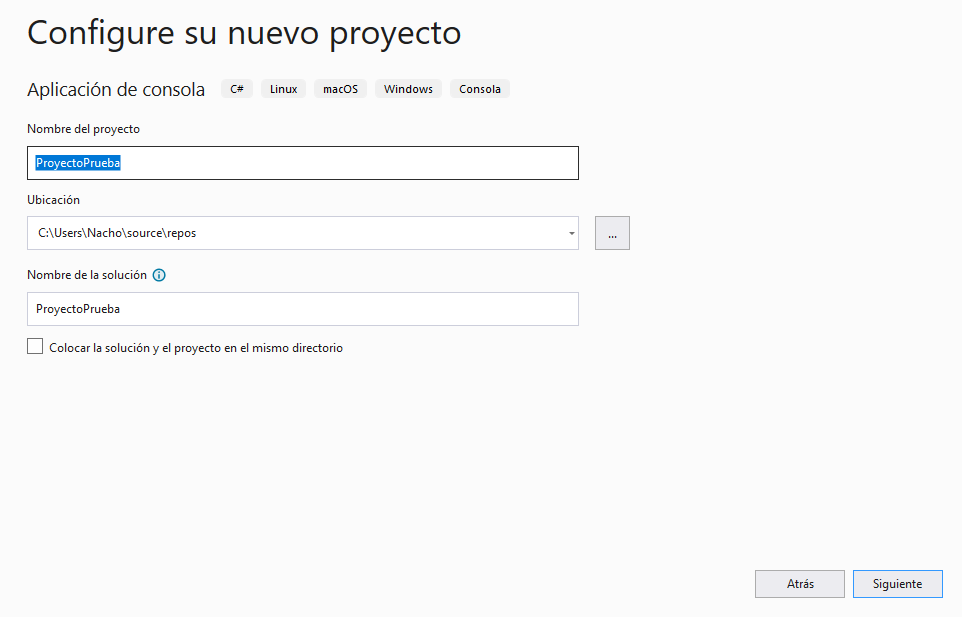 Configure su nuevo proyecto
Aplicación de consola C# Linux macOS Windows Consola
Nombre del proyecto
ProyectoPrueba
Ubicación
C:\Users\Nacho\source\repos
...
Nombre de la solución
ProyectoPrueba
Colocar la solución y el proyecto en el mismo directorio
Atrás Siguiente